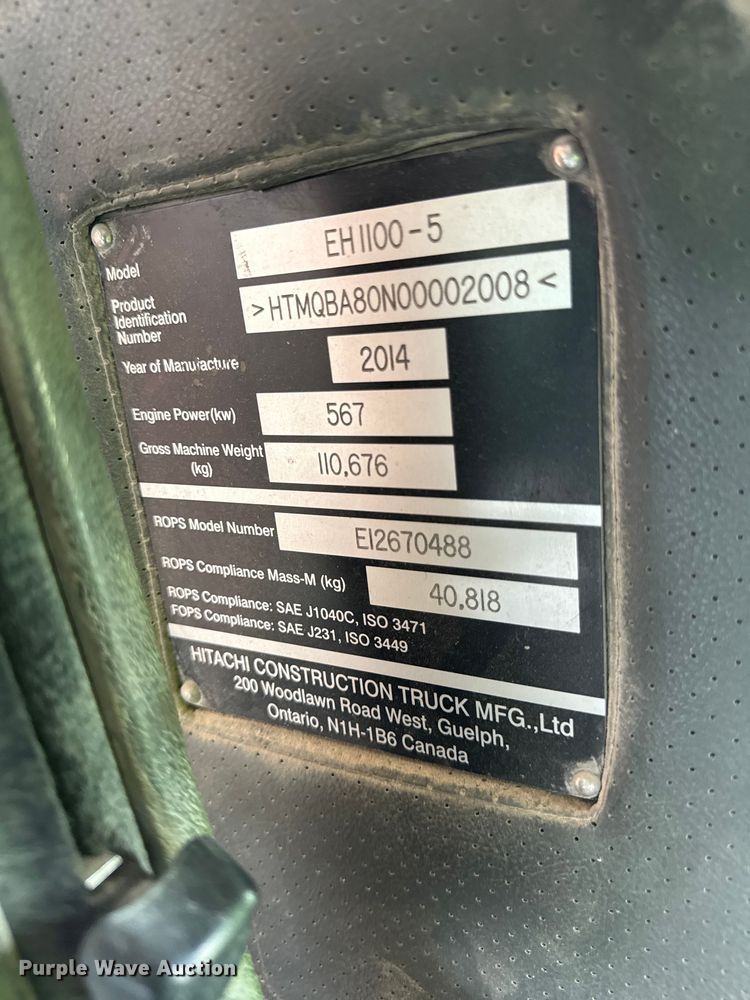 Model EH1100-5
Product Identification Number >HTMQBA80N00002008<
Year of Manufacture 2014
Engine Power(kw) 567
Gross Machine Weight (kg) 110,676
ROPS Model Number EI2670488
ROPS Compliance Mass-M (kg) 40,818
ROPS Compliance: SAE J1040C, ISO 3471
FOPS Compliance: SAE J231, ISO 3449
HITACHI CONSTRUCTION TRUCK MFG.,Ltd
200 Woodlawn Road West, Guelph,
Ontario, N1H-1B6 Canada
Purple Wave Auction